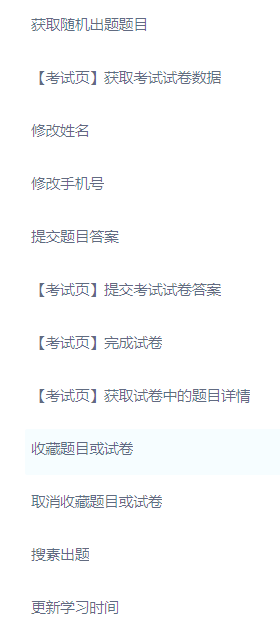 获取随机出题题目
【考试页】获取考试试卷数据
修改姓名
修改手机号
提交题目答案
【考试页】提交考试试卷答案
【考试页】完成试卷
【考试页】获取试卷中的题目详情
收藏题目或试卷
取消收藏题目或试卷
搜素出题
更新学习时间